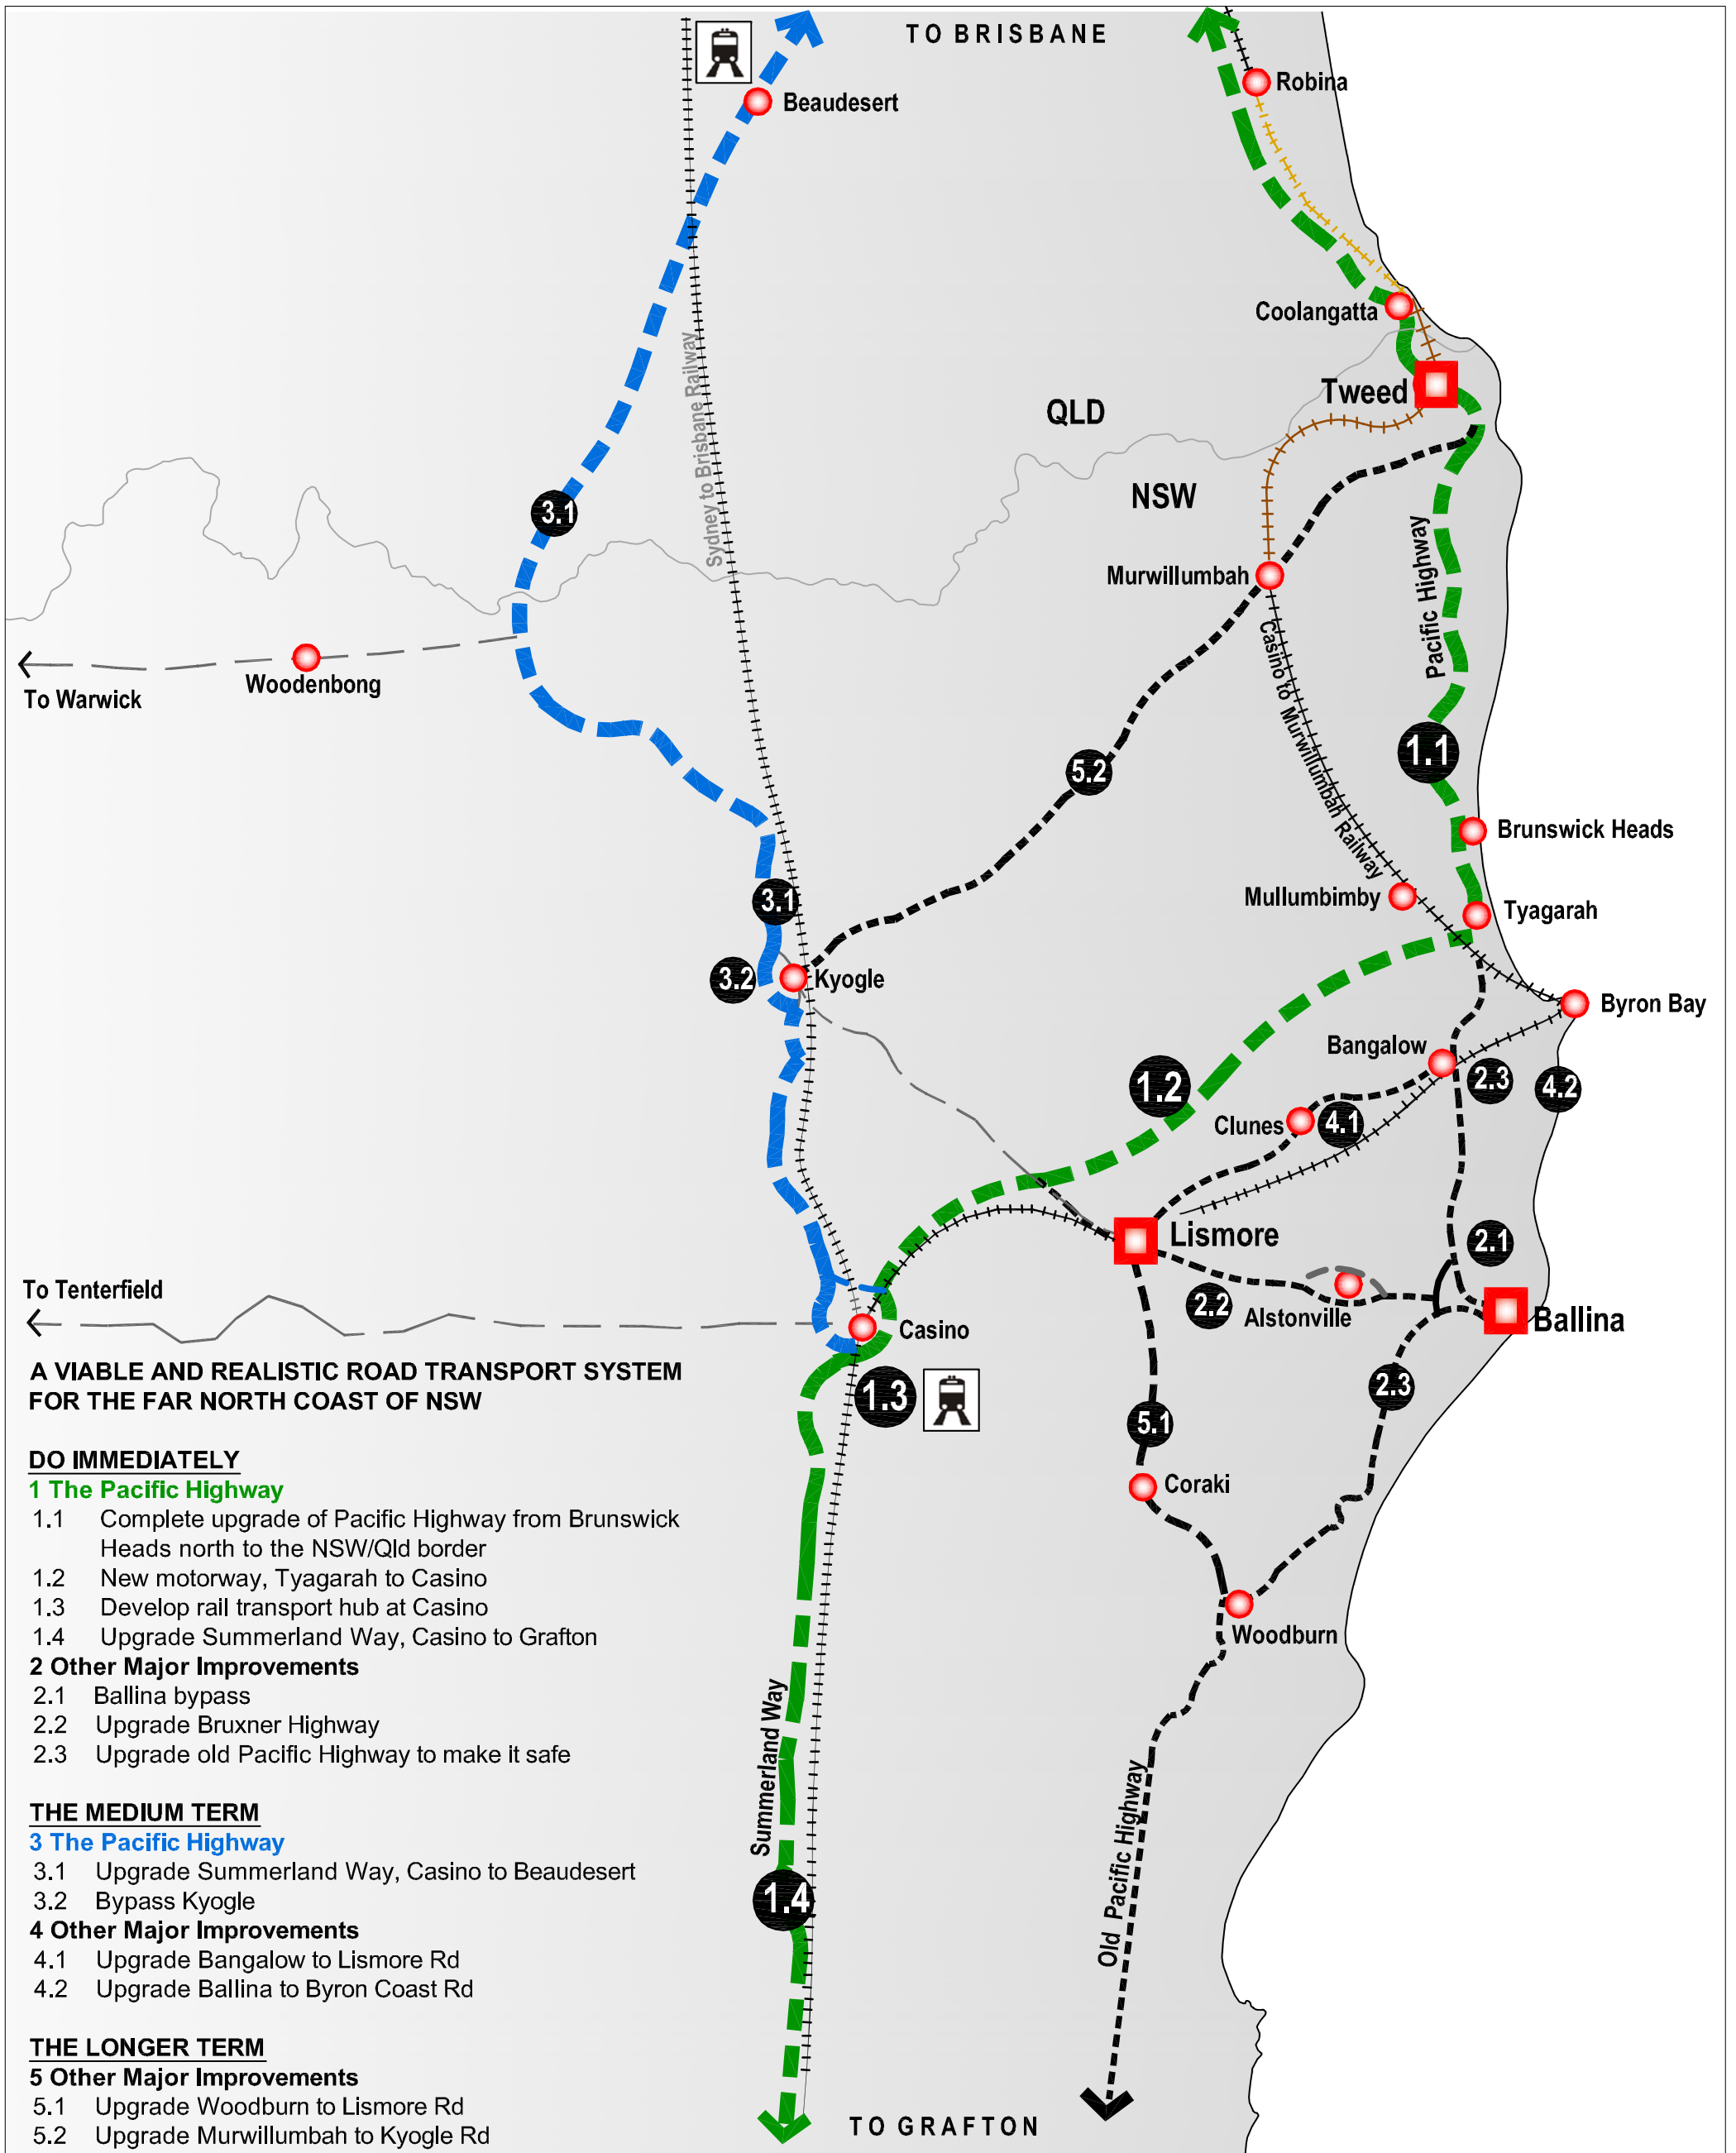 TO BRISBANE
Robina
Beaudesert
Coolangatta
Sydney to Brisbane Railway
Tweed
QLD
NSW
3.1
Pacific Highway
Murwillumbah
Casino to Murwillumbah Railway
To Warwick
Woodenbong
1.1
5.2
Brunswick Heads
Mullumbimby
Tyagarah
3.1
3.2
Kyogle
Byron Bay
Bangalow
2.3
4.2
1.2
Clunes
4.1
Lismore
2.1
To Tenterfield
2.2
Alstonville
Ballina
Casino
1.3
2.3
5.1
Coraki
Woodburn
Summerland Way
Old Pacific Highway
1.4
TO GRAFTON
A VIABLE AND REALISTIC ROAD TRANSPORT SYSTEM
FOR THE FAR NORTH COAST OF NSW
DO IMMEDIATELY
1 The Pacific Highway
1.1 Complete upgrade of Pacific Highway from Brunswick
Heads north to the NSW/Qld border
1.2 New motorway, Tyagarah to Casino
1.3 Develop rail transport hub at Casino
1.4 Upgrade Summerland Way, Casino to Grafton
2 Other Major Improvements
2.1 Ballina bypass
2.2 Upgrade Bruxner Highway
2.3 Upgrade old Pacific Highway to make it safe
THE MEDIUM TERM
3 The Pacific Highway
3.1 Upgrade Summerland Way, Casino to Beaudesert
3.2 Bypass Kyogle
4 Other Major Improvements
4.1 Upgrade Bangalow to Lismore Rd
4.2 Upgrade Ballina to Byron Coast Rd
THE LONGER TERM
5 Other Major Improvements
5.1 Upgrade Woodburn to Lismore Rd
5.2 Upgrade Murwillumbah to Kyogle Rd